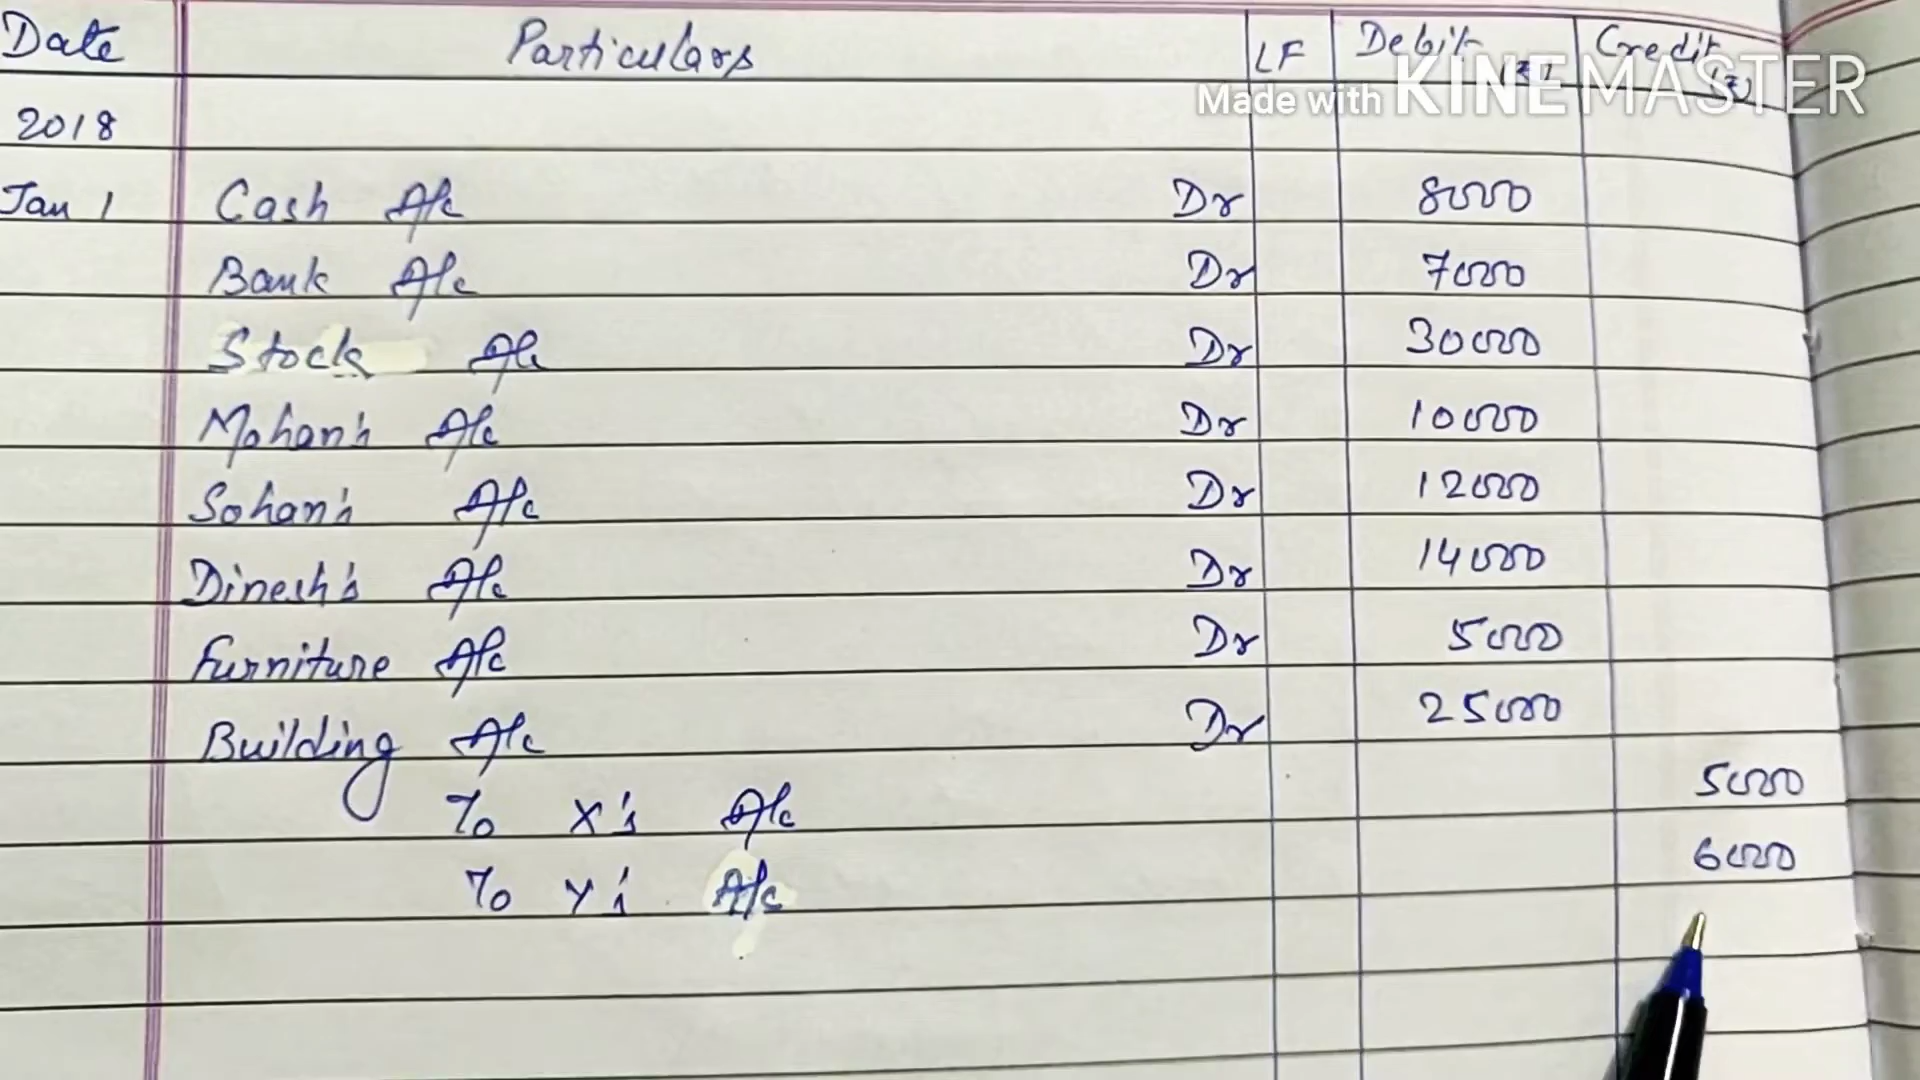 Date Particulars LF Debit (₹) Credit (₹)
Made with KINEMASTER
2018
Jan 1 Cash A/c Dr 8000
Bank A/c Dr 7000
Stock A/c Dr 30000
Mohan's A/c Dr 10000
Sohan's A/c Dr 12000
Dinesh's A/c Dr 14000
Furniture A/c Dr 5000
Building A/c Dr 25000
To X's A/c 5000
To Y's A/c 6000